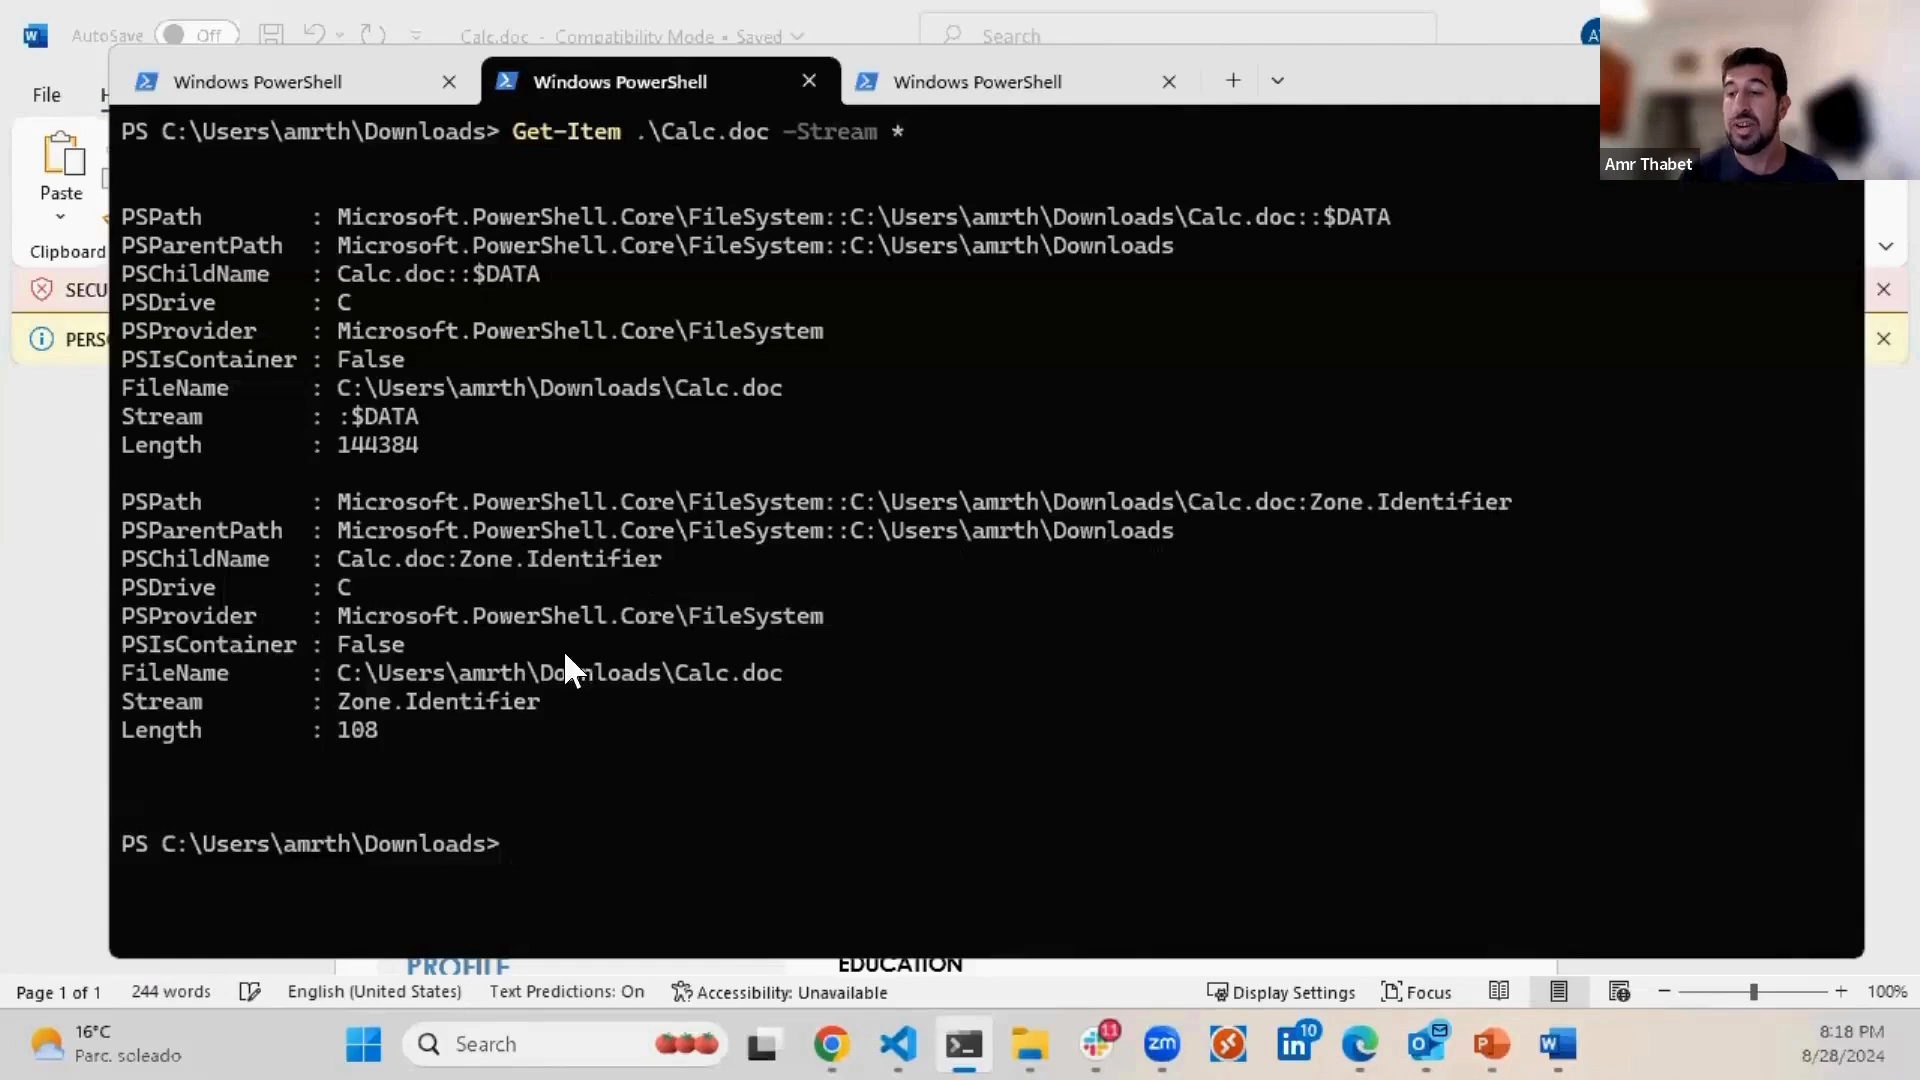 AutoSave Off Calc.doc - Compatibility Mode • Saved Search
Windows PowerShell Windows PowerShell Windows PowerShell
File
Paste
Clipboard
SECU
PERS
PS C:\Users\amrth\Downloads> Get-Item .\Calc.doc -Stream *
PSPath : Microsoft.PowerShell.Core\FileSystem::C:\Users\amrth\Downloads\Calc.doc::$DATA
PSParentPath : Microsoft.PowerShell.Core\FileSystem::C:\Users\amrth\Downloads
PSChildName : Calc.doc::$DATA
PSDrive : C
PSProvider : Microsoft.PowerShell.Core\FileSystem
PSIsContainer : False
FileName : C:\Users\amrth\Downloads\Calc.doc
Stream : :$DATA
Length : 144384
PSPath : Microsoft.PowerShell.Core\FileSystem::C:\Users\amrth\Downloads\Calc.doc:Zone.Identifier
PSParentPath : Microsoft.PowerShell.Core\FileSystem::C:\Users\amrth\Downloads
PSChildName : Calc.doc:Zone.Identifier
PSDrive : C
PSProvider : Microsoft.PowerShell.Core\FileSystem
PSIsContainer : False
FileName : C:\Users\amrth\Downloads\Calc.doc
Stream : Zone.Identifier
Length : 108
PS C:\Users\amrth\Downloads>
Amr Thabet
PROFILE EDUCATION
Page 1 of 1 244 words English (United States) Text Predictions: On Accessibility: Unavailable Display Settings Focus 100%
16°C
Parc. soleado
Search
11
zm
in 10
8:18 PM
8/28/2024